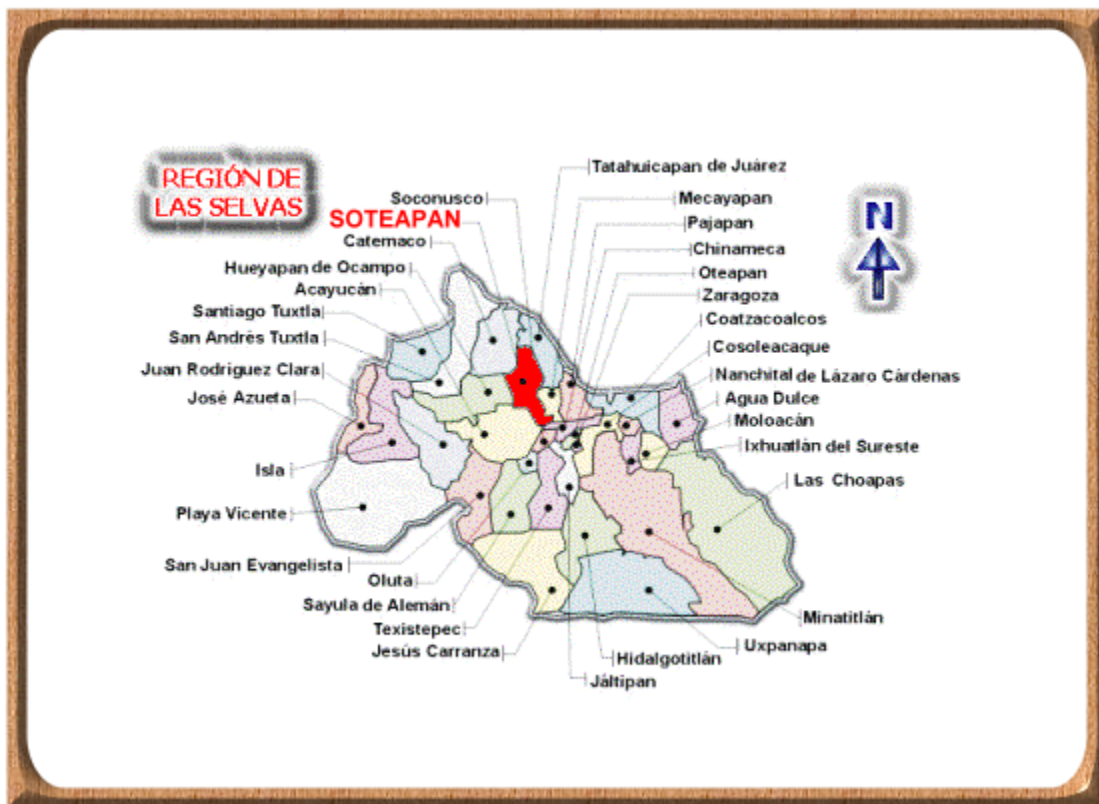 REGIÓN DE
LAS SELVAS
Soconusco
SOTEAPAN
Catemaco
Hueyapan de Ocampo
Acayucán
Santiago Tuxtla
San Andrés Tuxtla
Juan Rodríguez Clara
José Azueta
Isla
Playa Vicente
San Juan Evangelista
Oluta
Sayula de Alemán
Texistepec
Jesús Carranza
Tatahuicapan de Juárez
Mecayapan
Pajapan
Chinameca
Oteapan
Zaragoza
Coatzacoalcos
Cosoleacaque
Nanchital de Lázaro Cárdenas
Agua Dulce
Moloacán
Ixhuatlán del Sureste
Las Choapas
Minatitlán
Uxpanapa
Hidalgotitlán
Jáltipan
N